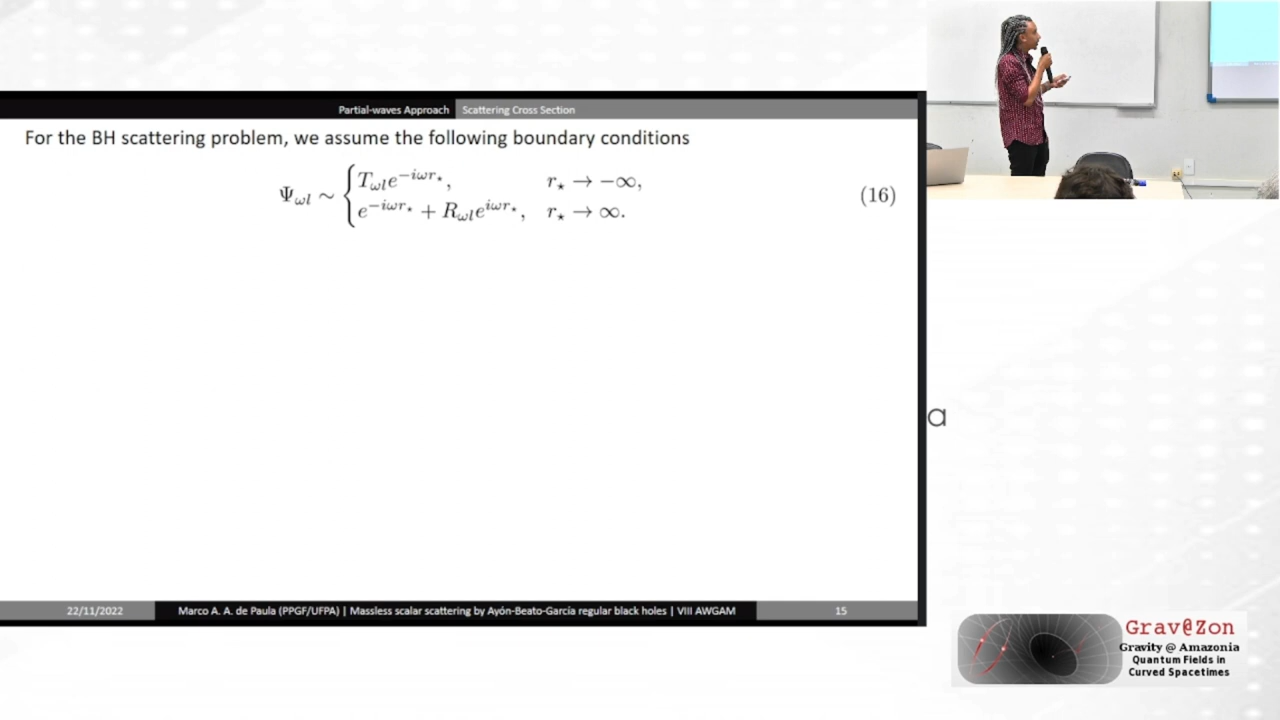 Partial-waves Approach Scattering Cross Section
For the BH scattering problem, we assume the following boundary conditions
Ψ_{ωl} ∼ { T_{ωl}e^{−iωr⋆}, r⋆ → −∞,
e^{−iωr⋆} + R_{ωl}e^{iωr⋆}, r⋆ → ∞. (16)
a
22/11/2022 Marco A. A. de Paula (PPGF/UFPA) | Massless scalar scattering by Ayón-Beato-García regular black holes | VIII AWGAM 15
Grav@Zon
Gravity @ Amazonia
Quantum Fields in
Curved Spacetimes